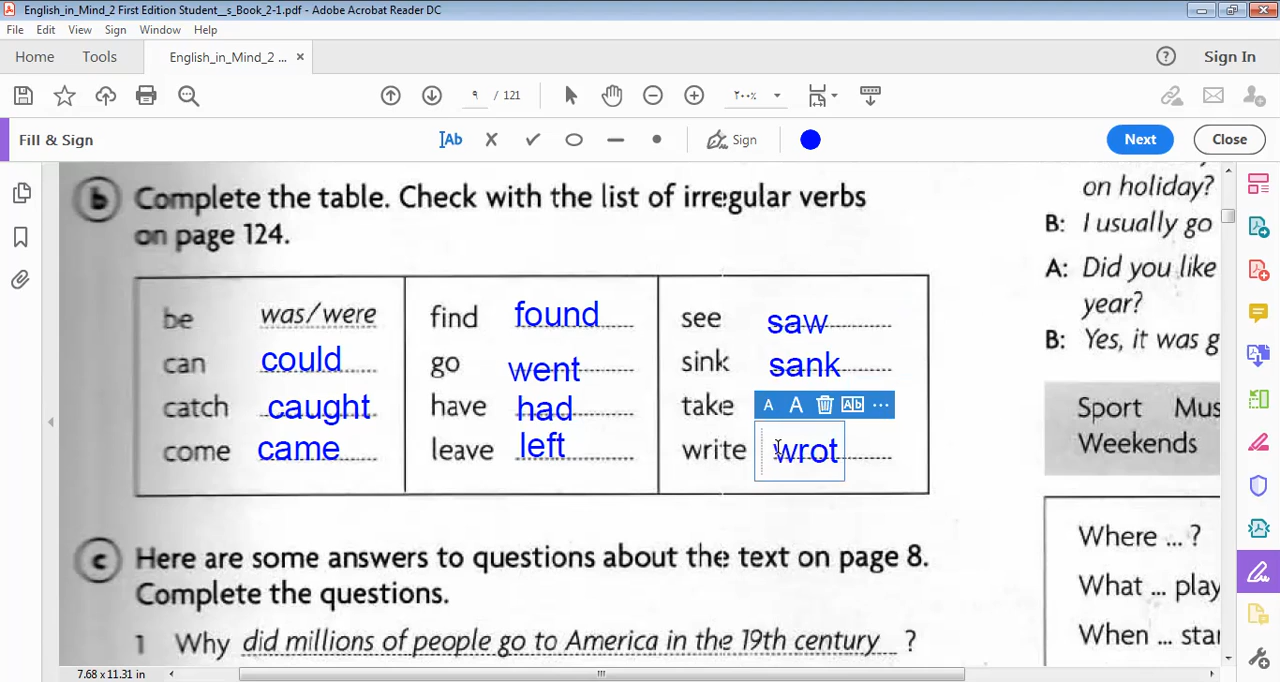 English_in_Mind_2 First Edition Student__s_Book_2-1.pdf - Adobe Acrobat Reader DC
File Edit View Sign Window Help
Home Tools English_in_Mind_2 ... × ? Sign In
٩ / 121 ٢٠٠%
Fill & Sign Ab Sign Next Close
b Complete the table. Check with the list of irregular verbs
on page 124.
be was/were find found see saw
can could go went sink sank
catch caught have had take A A Ab ...
come came leave left write wrot
c Here are some answers to questions about the text on page 8.
Complete the questions.
1 Why did millions of people go to America in the 19th century ?
on holiday?
B: I usually go
A: Did you like
year?
B: Yes, it was g
Sport Mus
Weekends
Where ... ?
What ... play
When ... star
7.68 x 11.31 in